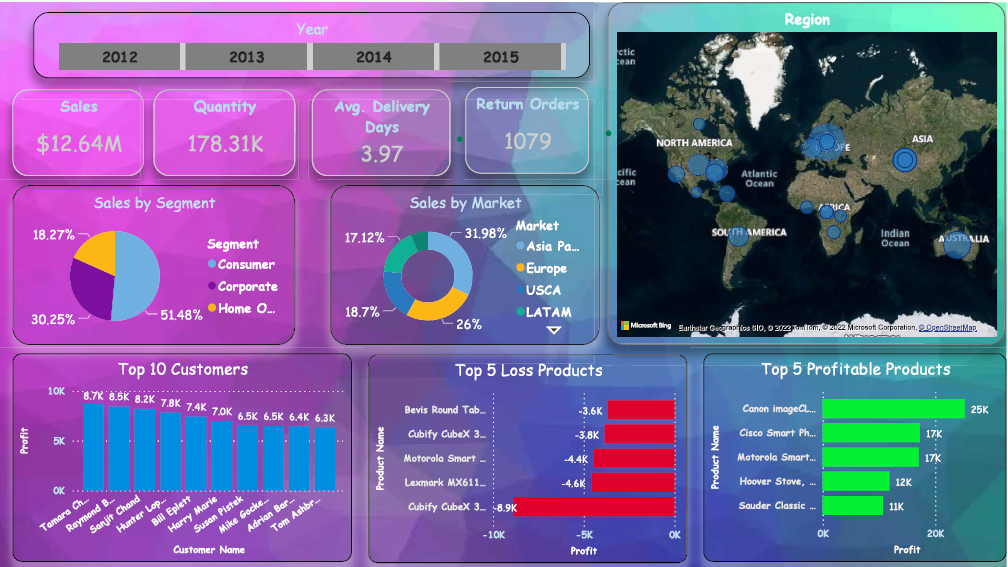 Year
2012
2013
2014
2015
Sales
$12.64M
Quantity
178.31K
Avg. Delivery
Days
3.97
Return Orders
1079
Region
NORTH AMERICA
ASIA
Atlantic
Ocean
AFRICA
SOUTH AMERICA
Indian
Ocean
AUSTRALIA
Microsoft Bing
Earthstar Geographics SIO, © 2022 TomTom, © 2022 Microsoft Corporation, © OpenStreetMap
Sales by Segment
18.27%
30.25%
51.48%
Segment
Consumer
Corporate
Home O...
Sales by Market
17.12%
31.98%
18.7%
26%
Market
Asia Pa...
Europe
USCA
LATAM
Top 10 Customers
Profit
10K
5K
0K
8.7K
8.5K
8.2K
7.8K
7.4K
7.0K
6.5K
6.5K
6.4K
6.3K
Tamara Ch...
Raymond B...
Sanjit Chand
Hunter Lop...
Bill Eplett
Harry Marie
Susan Pistek
Mike Gocke...
Adrian Bar...
Tom Ashbr...
Customer Name
Top 5 Loss Products
Product Name
Bevis Round Tab... -3.6K
Cubify CubeX 3... -3.8K
Motorola Smart ... -4.4K
Lexmark MX611... -4.6K
Cubify CubeX 3... -8.9K
-10K
-5K
0K
Profit
Top 5 Profitable Products
Product Name
Canon imageCL... 25K
Cisco Smart Ph... 17K
Motorola Smart... 17K
Hoover Stove, ... 12K
Sauder Classic ... 11K
0K
20K
Profit